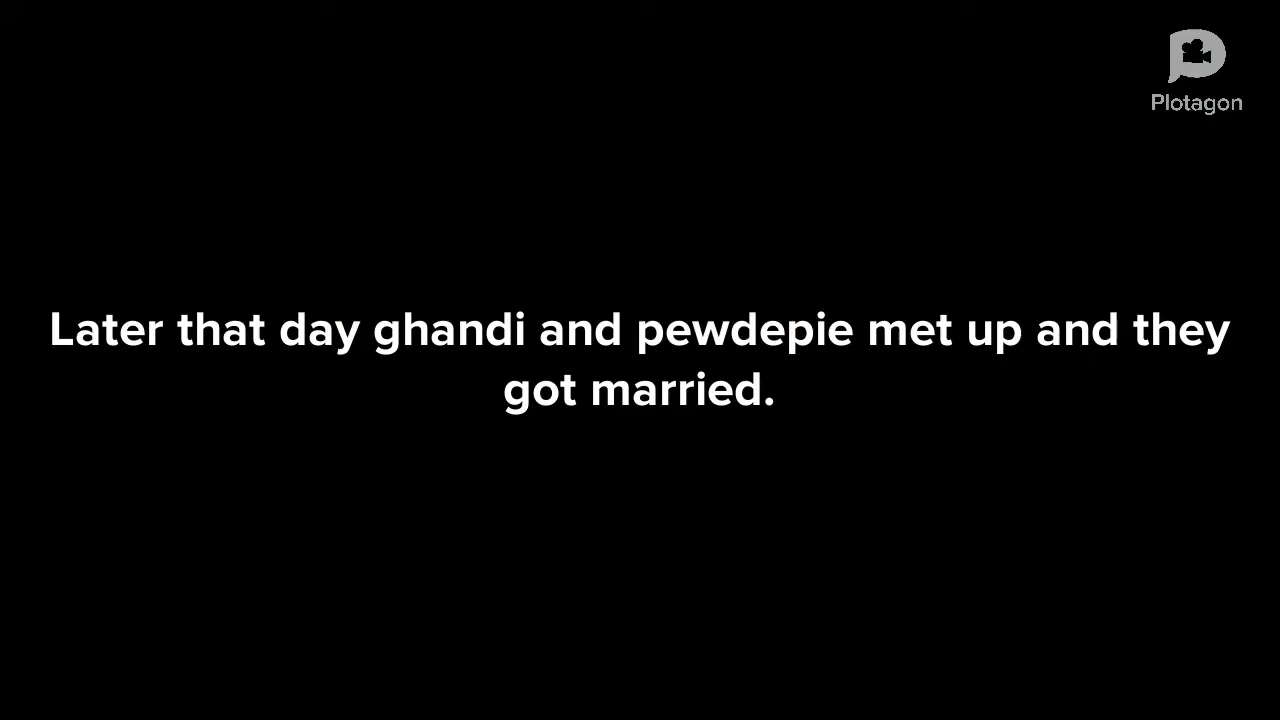 Plotagon
Later that day ghandi and pewdepie met up and they
got married.